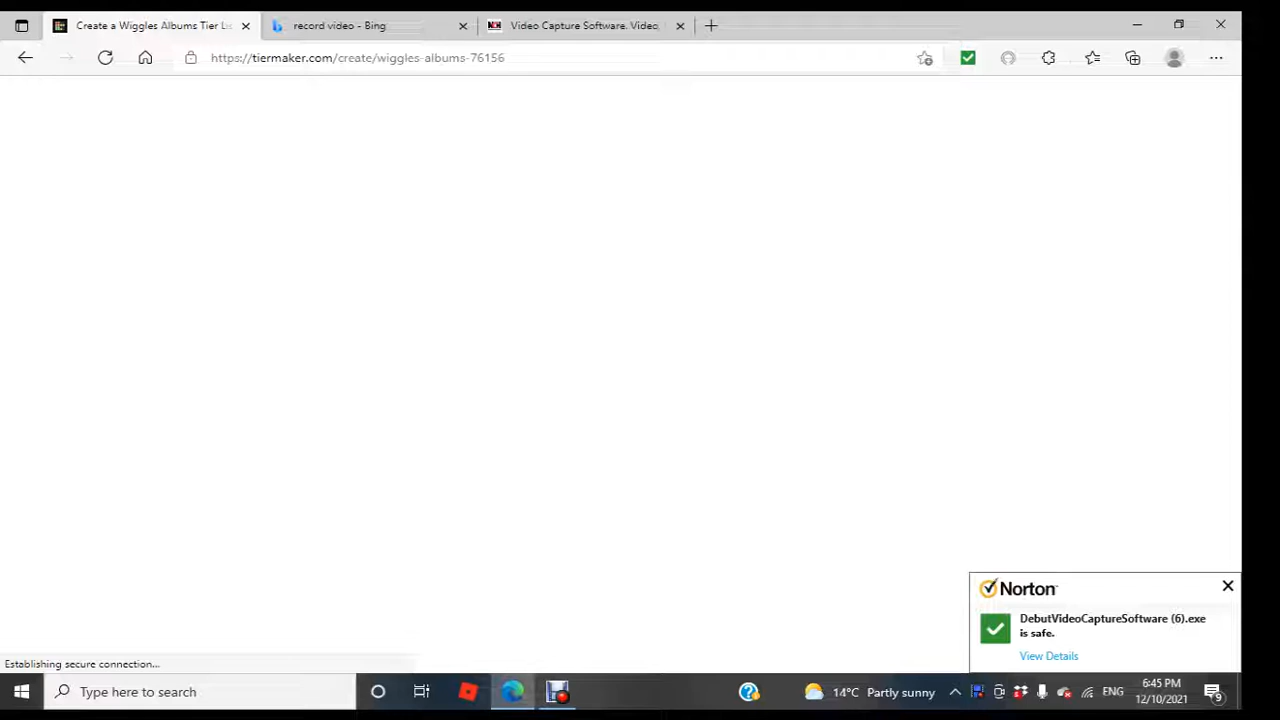 Create a Wiggles Albums Tier Lis
record video - Bing
Video Capture Software. Video,
https://tiermaker.com/create/wiggles-albums-76156
Norton
DebutVideoCaptureSoftware (6).exe
is safe.
View Details
Establishing secure connection...
Type here to search
14°C Partly sunny
ENG
6:45 PM
12/10/2021
9